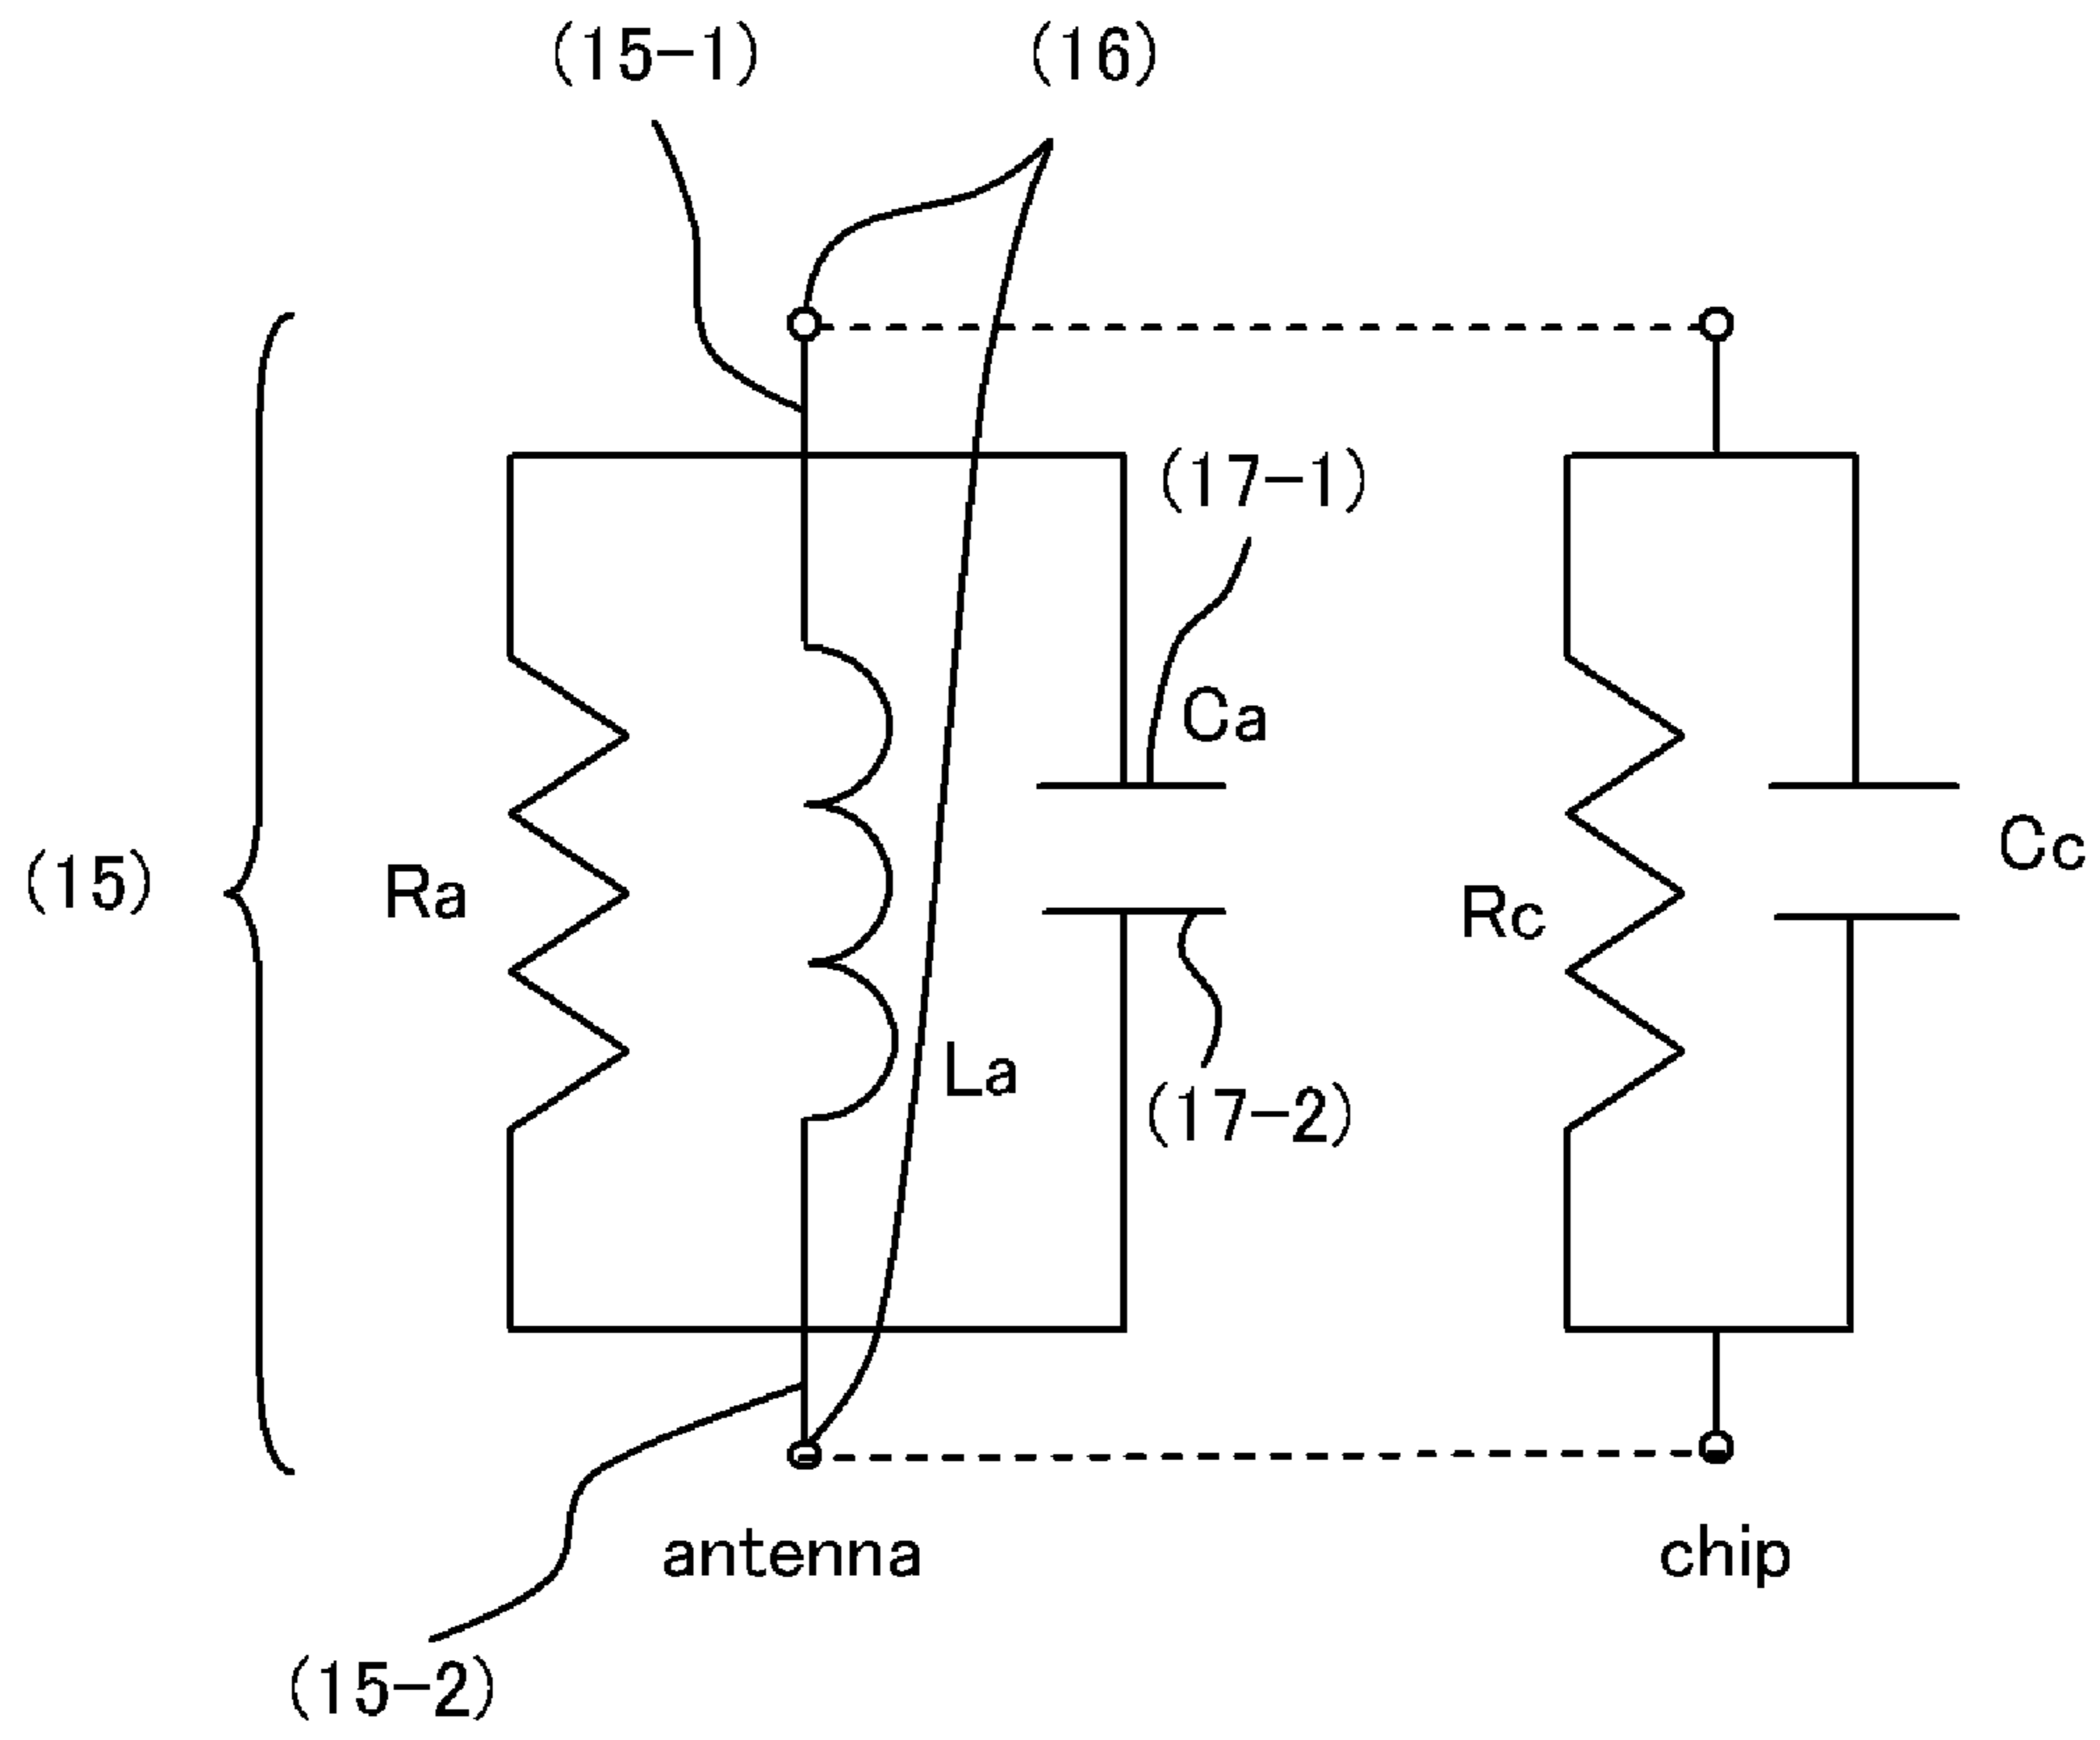 (15-1)
(16)
(17-1)
Ca
Cc
(15)
Ra
Rc
La
(17-2)
antenna
chip
(15-2)